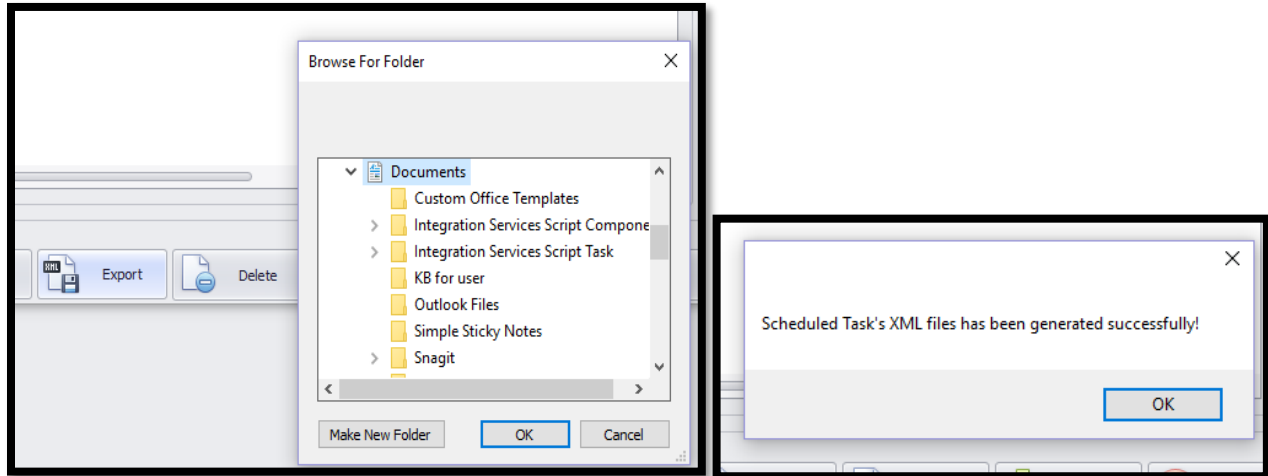 Browse For Folder
Documents
Custom Office Templates
Integration Services Script Compone
Integration Services Script Task
KB for user
Outlook Files
Simple Sticky Notes
Snagit
XML
Export
Delete
Make New Folder
OK
Cancel
Scheduled Task's XML files has been generated successfully!
OK